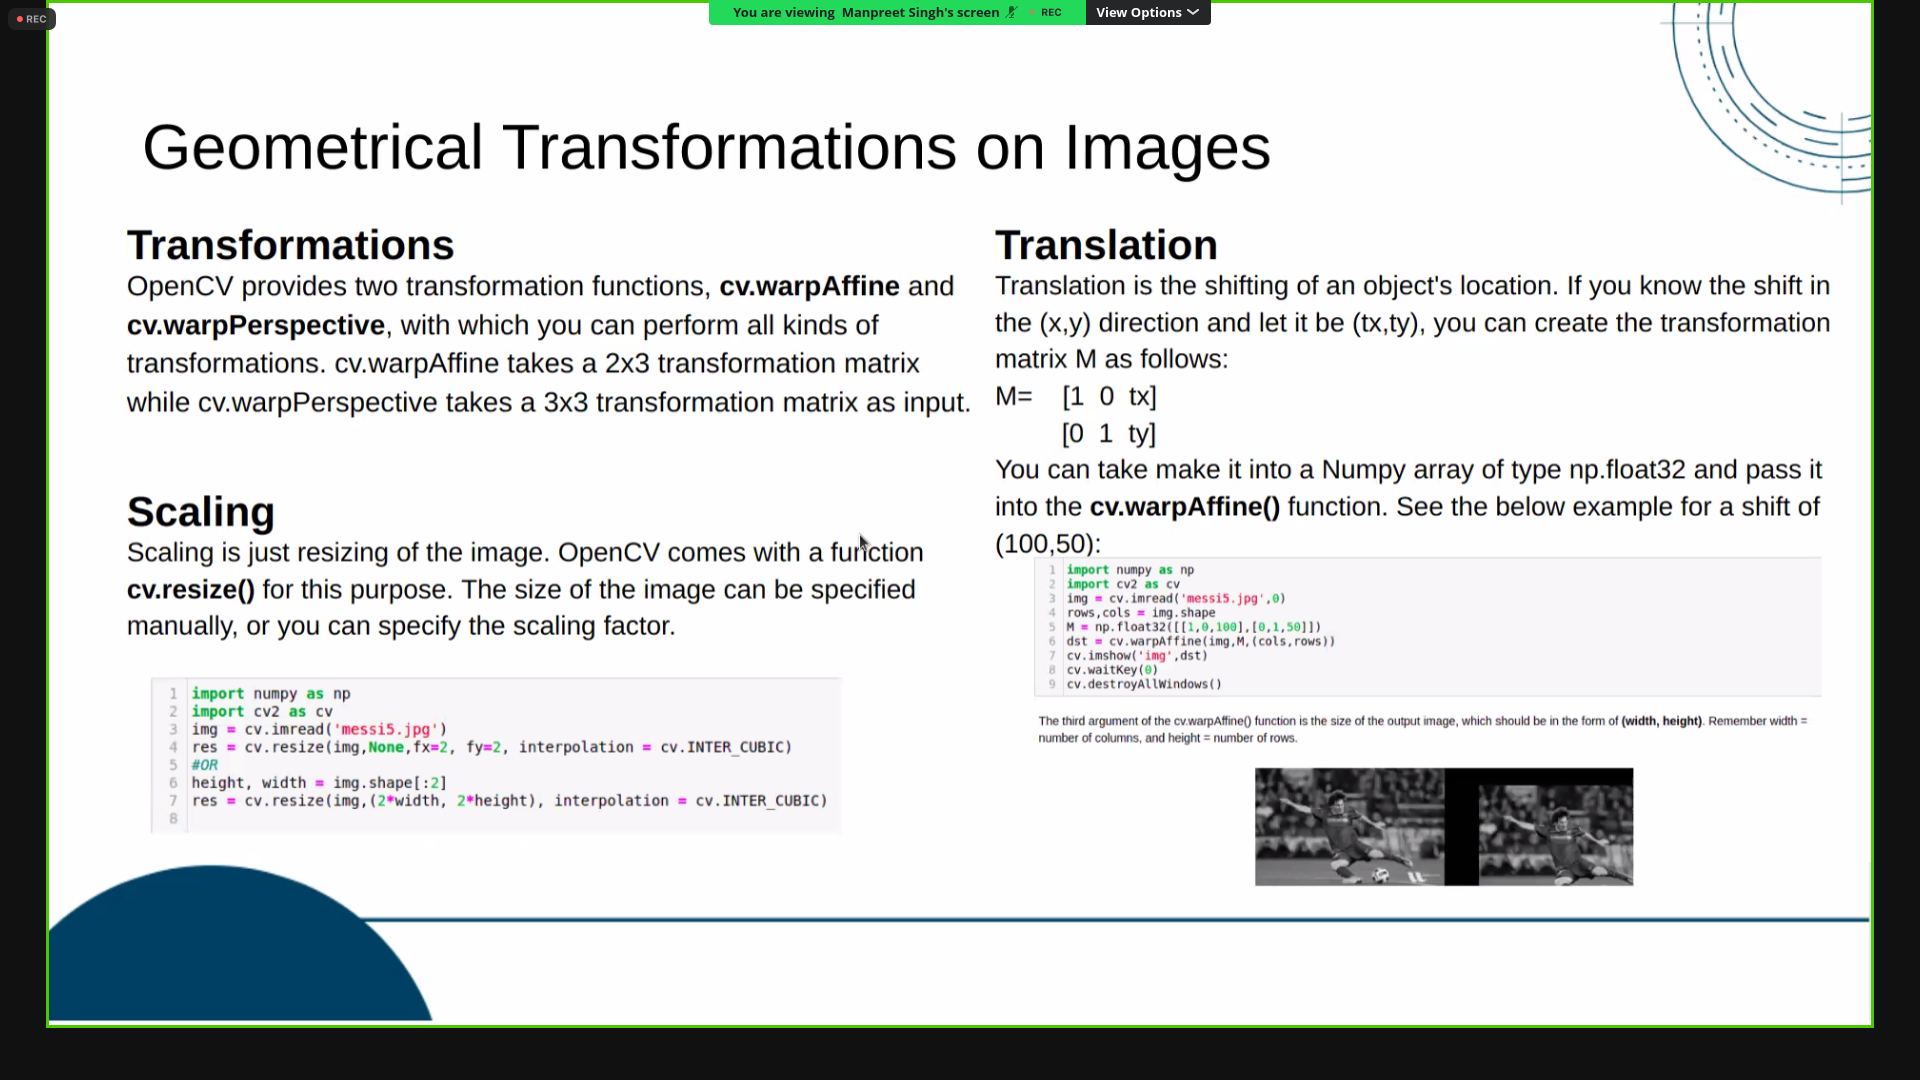 REC
You are viewing Manpreet Singh's screen REC View Options
Geometrical Transformations on Images
Transformations
OpenCV provides two transformation functions, cv.warpAffine and
cv.warpPerspective, with which you can perform all kinds of
transformations. cv.warpAffine takes a 2x3 transformation matrix
while cv.warpPerspective takes a 3x3 transformation matrix as input.
Scaling
Scaling is just resizing of the image. OpenCV comes with a function
cv.resize() for this purpose. The size of the image can be specified
manually, or you can specify the scaling factor.
1 import numpy as np
2 import cv2 as cv
3 img = cv.imread('messi5.jpg')
4 res = cv.resize(img,None,fx=2, fy=2, interpolation = cv.INTER_CUBIC)
5 #OR
6 height, width = img.shape[:2]
7 res = cv.resize(img,(2*width, 2*height), interpolation = cv.INTER_CUBIC)
8
Translation
Translation is the shifting of an object's location. If you know the shift in
the (x,y) direction and let it be (tx,ty), you can create the transformation
matrix M as follows:
M= [1 0 tx]
[0 1 ty]
You can take make it into a Numpy array of type np.float32 and pass it
into the cv.warpAffine() function. See the below example for a shift of
(100,50):
1 import numpy as np
2 import cv2 as cv
3 img = cv.imread('messi5.jpg',0)
4 rows,cols = img.shape
5 M = np.float32([[1,0,100],[0,1,50]])
6 dst = cv.warpAffine(img,M,(cols,rows))
7 cv.imshow('img',dst)
8 cv.waitKey(0)
9 cv.destroyAllWindows()
The third argument of the cv.warpAffine() function is the size of the output image, which should be in the form of (width, height). Remember width =
number of columns, and height = number of rows.